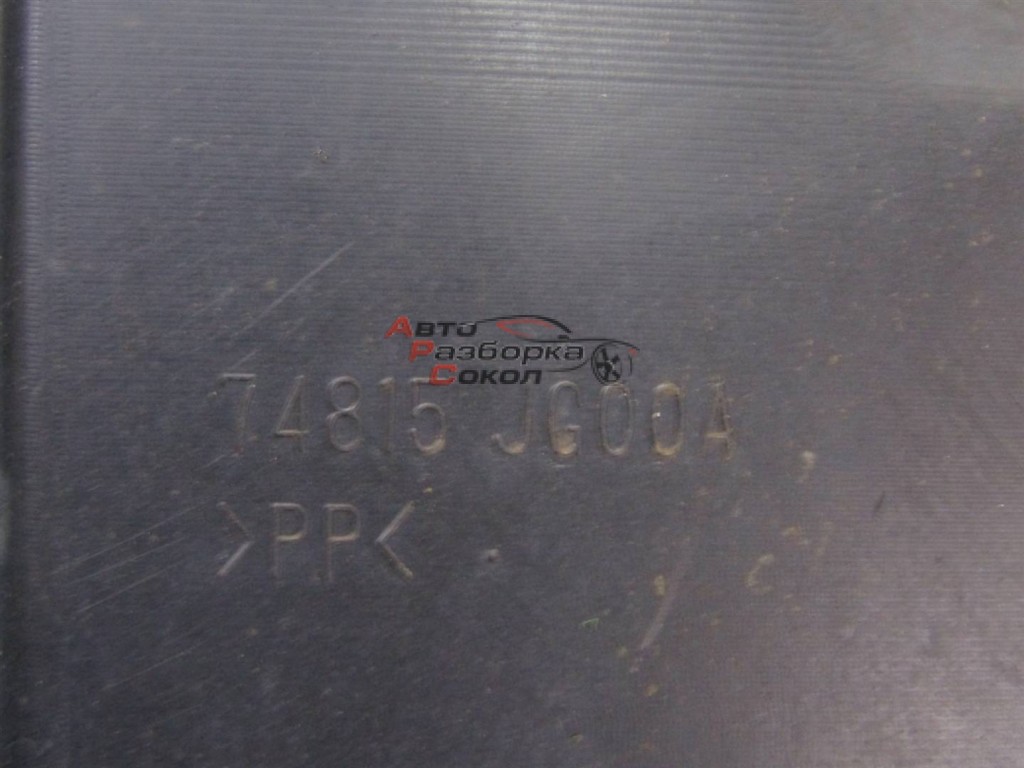 Авто
Разборка
Сокол
74815 JG00A
>PP<